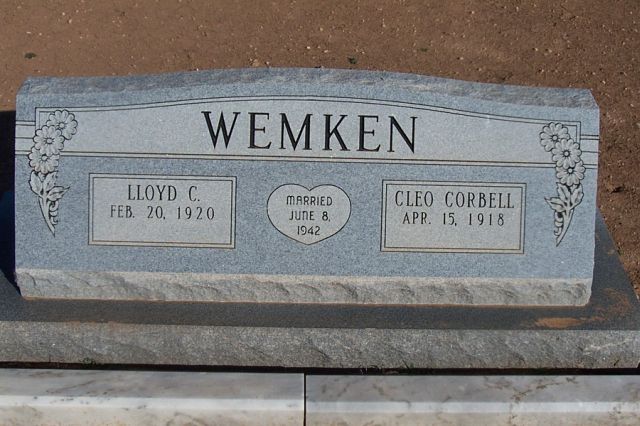 WEMKEN
LLOYD C.
FEB. 20, 1920
MARRIED
JUNE 8,
1942
CLEO CORBELL
APR. 15, 1918